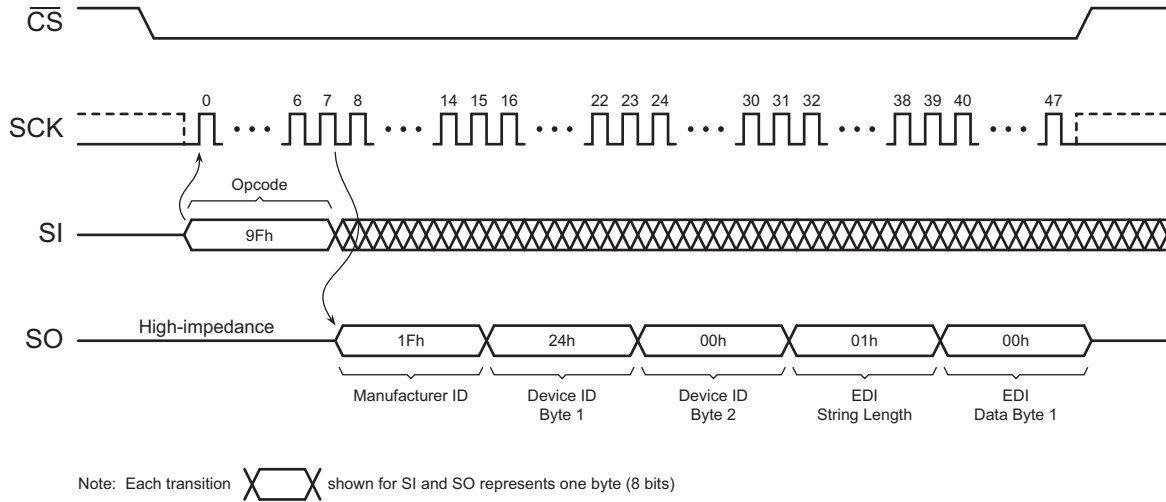 CS
0 6 7 8 14 15 16 22 23 24 30 31 32 38 39 40 47
SCK
Opcode
SI 9Fh
High-impedance
SO 1Fh 24h 00h 01h 00h
Manufacturer ID Device ID Byte 1 Device ID Byte 2 EDI String Length EDI Data Byte 1
Note: Each transition shown for SI and SO represents one byte (8 bits)